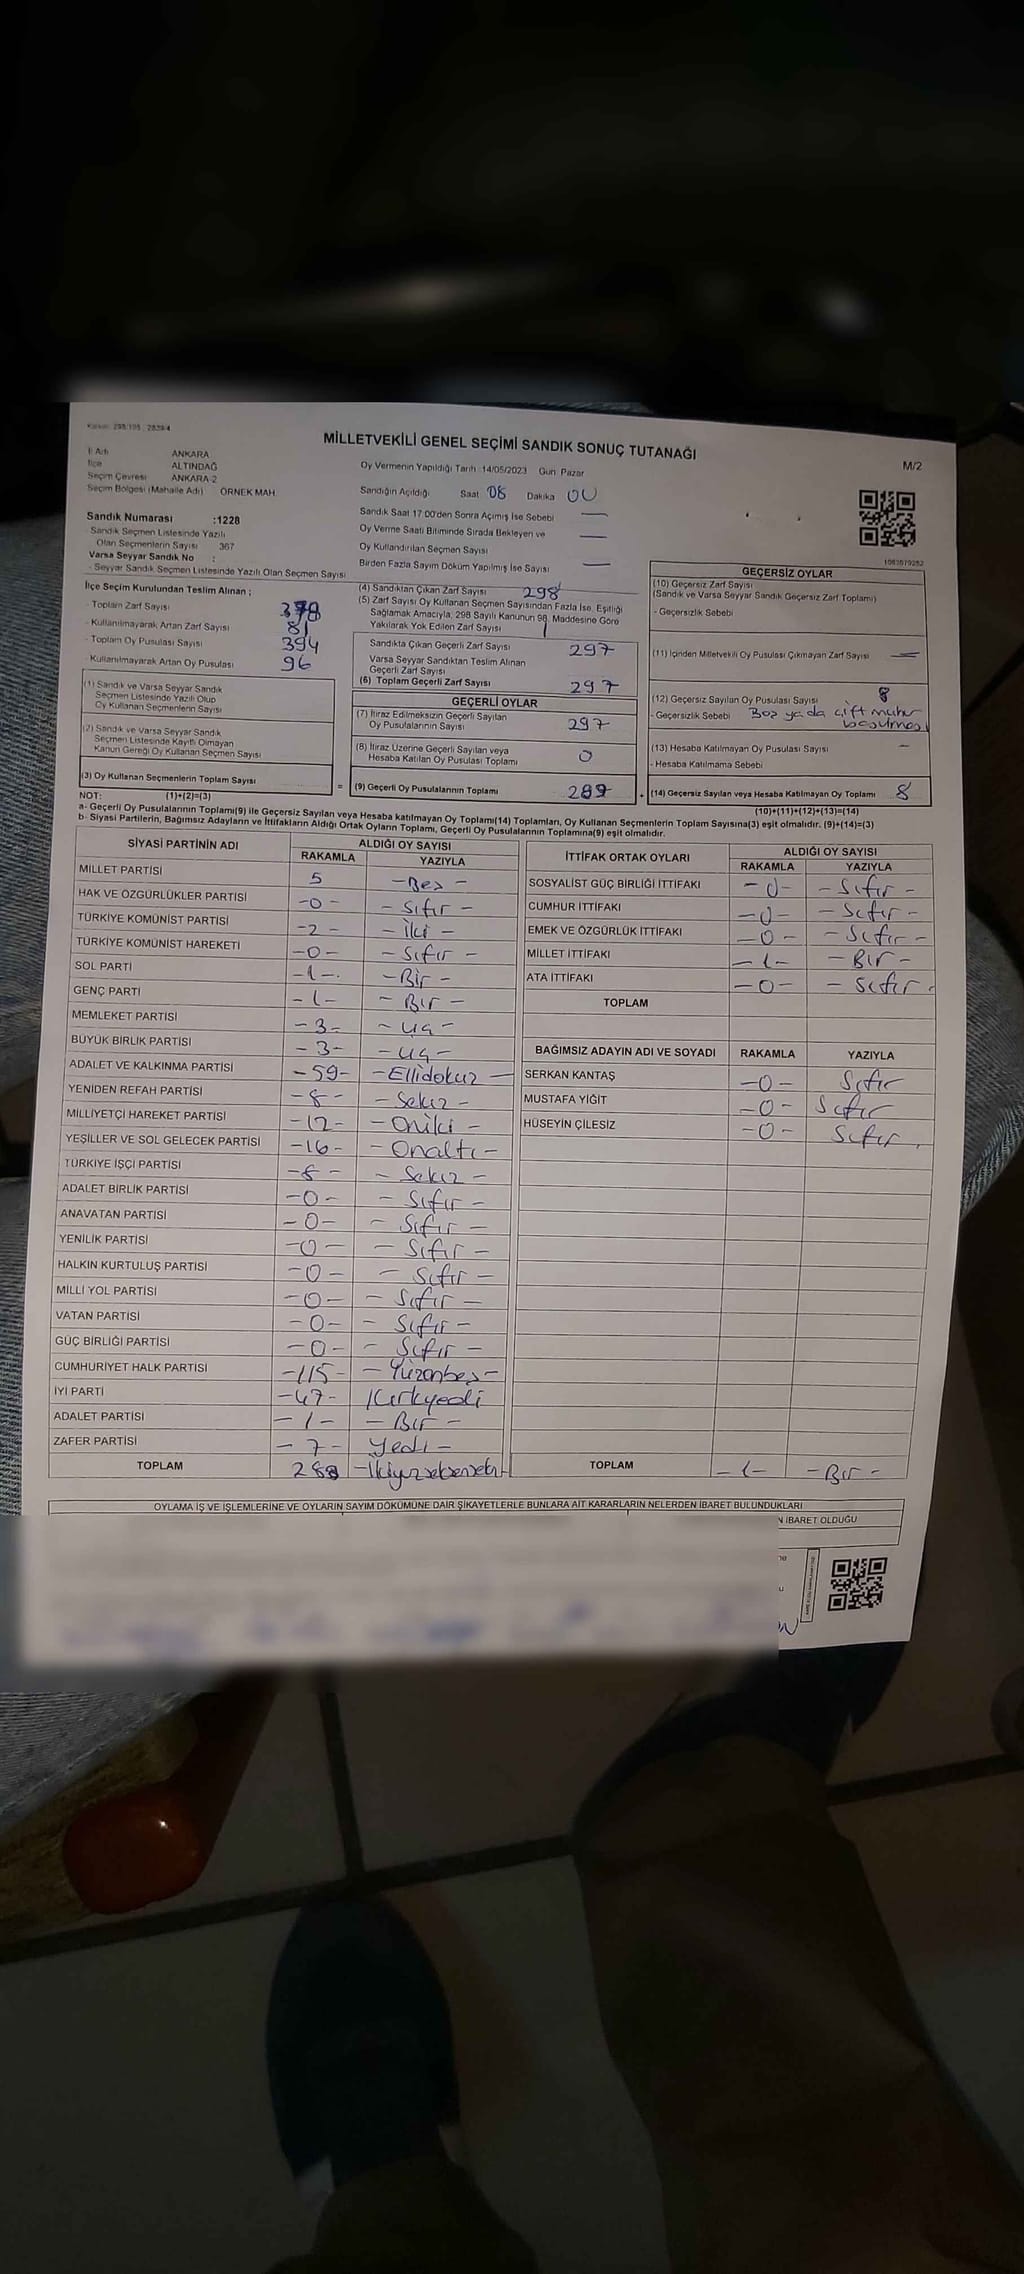 MİLLETVEKİLİ GENEL SEÇİMİ SANDIK SONUÇ TUTANAĞI
M/2
İl Adı ANKARA
İlçe ALTINDAĞ
Seçim Çevresi ANKARA-2
Seçim Bölgesi (Mahalle Adı) ÖRNEK MAH.
Oy Vermenin Yapıldığı Tarih :14/05/2023 Gün: Pazar
Sandığın Açıldığı Saat 08 Dakika 00
Sandık Saat 17:00'den Sonra Açımış İse Sebebi —
Oy Verme Saati Bitiminde Sırada Bekleyen ve
Oy Kullandırılan Seçmen Sayısı —
Birden Fazla Sayım Döküm Yapılmış İse Sayısı —
Sandık Numarası :1228
Sandık Seçmen Listesinde Yazılı
Olan Seçmenlerin Sayısı 367
Varsa Seyyar Sandık No :
- Seyyar Sandık Seçmen Listesinde Yazılı Olan Seçmen Sayısı
İlçe Seçim Kurulundan Teslim Alınan ;
- Toplam Zarf Sayısı
- Kullanılmayarak Artan Zarf Sayısı 81
- Toplam Oy Pusulası Sayısı 394
- Kullanılmayarak Artan Oy Pusulası 96
(1) Sandık ve Varsa Seyyar Sandık
Seçmen Listesinde Yazılı Olup
Oy Kullanan Seçmenlerin Sayısı
(2) Sandık ve Varsa Seyyar Sandık
Seçmen Listesinde Kayıtlı Olmayan
Kanun Gereği Oy Kullanan Seçmen Sayısı
(3) Oy Kullanan Seçmenlerin Toplam Sayısı =
(4) Sandıktan Çıkan Zarf Sayısı 298
(5) Zarf Sayısı Oy Kullanan Seçmen Sayısından Fazla İse, Eşitliği
Sağlamak Amacıyla, 298 Sayılı Kanunun 98. Maddesine Göre
Yakılarak Yok Edilen Zarf Sayısı 1
Sandıkta Çıkan Geçerli Zarf Sayısı 297
Varsa Seyyar Sandıktan Teslim Alınan
Geçerli Zarf Sayısı
(6) Toplam Geçerli Zarf Sayısı 297
GEÇERLİ OYLAR
(7) İtiraz Edilmeksizin Geçerli Sayılan
Oy Pusulalarının Sayısı 297
(8) İtiraz Üzerine Geçerli Sayılan veya
Hesaba Katılan Oy Pusulası Toplamı 0
(9) Geçerli Oy Pusulalarının Toplamı 289 +
1083879252
GEÇERSİZ OYLAR
(10) Geçersiz Zarf Sayısı
(Sandık ve Varsa Seyyar Sandık Geçersiz Zarf Toplamı)
- Geçersizlik Sebebi
(11) İçinden Milletvekili Oy Pusulası Çıkmayan Zarf Sayısı —
(12) Geçersiz Sayılan Oy Pusulası Sayısı 8
- Geçersizlik Sebebi Boş ya da çift mühür
basılması
(13) Hesaba Katılmayan Oy Pusulası Sayısı —
- Hesaba Katılmama Sebebi
(14) Geçersiz Sayılan veya Hesaba Katılmayan Oy Toplamı 8
NOT: (1)+(2)=(3) (10)+(11)+(12)+(13)=(14)
a- Geçerli Oy Pusulalarının Toplamı(9) ile Geçersiz Sayılan veya Hesaba katılmayan Oy Toplamı(14) Toplamları, Oy Kullanan Seçmenlerin Toplam Sayısına(3) eşit olmalıdır. (9)+(14)=(3)
b- Siyasi Partilerin, Bağımsız Adayların ve İttifakların Aldığı Ortak Oyların Toplamı, Geçerli Oy Pusulalarının Toplamına(9) eşit olmalıdır.
SİYASİ PARTİNİN ADI ALDIĞI OY SAYISI
RAKAMLA YAZIYLA
MİLLET PARTİSİ 5 -Beş-
HAK VE ÖZGÜRLÜKLER PARTİSİ -0- -Sıfır-
TÜRKİYE KOMÜNİST PARTİSİ -2- -İki-
TÜRKİYE KOMÜNİST HAREKETİ -0- -Sıfır-
SOL PARTİ -1- -Bir-
GENÇ PARTİ -1- -Bir-
MEMLEKET PARTİSİ -3- -üç-
BÜYÜK BİRLİK PARTİSİ -3- -üç-
ADALET VE KALKINMA PARTİSİ -59- -Ellidokuz-
YENİDEN REFAH PARTİSİ -8- -Sekiz-
MİLLİYETÇİ HAREKET PARTİSİ -12- -Oniki-
YEŞİLLER VE SOL GELECEK PARTİSİ -16- -Onaltı-
TÜRKİYE İŞÇİ PARTİSİ -8- -Sekiz-
ADALET BİRLİK PARTİSİ -0- -Sıfır-
ANAVATAN PARTİSİ -0- -Sıfır-
YENİLİK PARTİSİ -0- -Sıfır-
HALKIN KURTULUŞ PARTİSİ -0- -Sıfır-
MİLLİ YOL PARTİSİ -0- -Sıfır-
VATAN PARTİSİ -0- -Sıfır-
GÜÇ BİRLİĞİ PARTİSİ -0- -Sıfır-
CUMHURİYET HALK PARTİSİ -115- -Yüzonbeş-
İYİ PARTİ -47- Kırkyedi
ADALET PARTİSİ -1- -Bir-
ZAFER PARTİSİ -7- Yedi-
TOPLAM 288 -İkiyüzseksensekiz-
İTTİFAK ORTAK OYLARI ALDIĞI OY SAYISI
RAKAMLA YAZIYLA
SOSYALİST GÜÇ BİRLİĞİ İTTİFAKI -0- -Sıfır-
CUMHUR İTTİFAKI -0- -Sıfır-
EMEK VE ÖZGÜRLÜK İTTİFAKI -0- -Sıfır-
MİLLET İTTİFAKI -1- -Bir-
ATA İTTİFAKI -0- -Sıfır-
TOPLAM
BAĞIMSIZ ADAYIN ADI VE SOYADI RAKAMLA YAZIYLA
SERKAN KANTAŞ -0- Sıfır
MUSTAFA YİĞİT -0- Sıfır
HÜSEYİN ÇİLESİZ -0- Sıfır
TOPLAM -1- -Bir-
OYLAMA İŞ VE İŞLEMLERİNE VE OYLARIN SAYIM DÖKÜMÜNE DAİR ŞİKAYETLERLE BUNLARA AİT KARARLARIN NELERDEN İBARET BULUNDUKLARI
N İBARET OLDUĞU